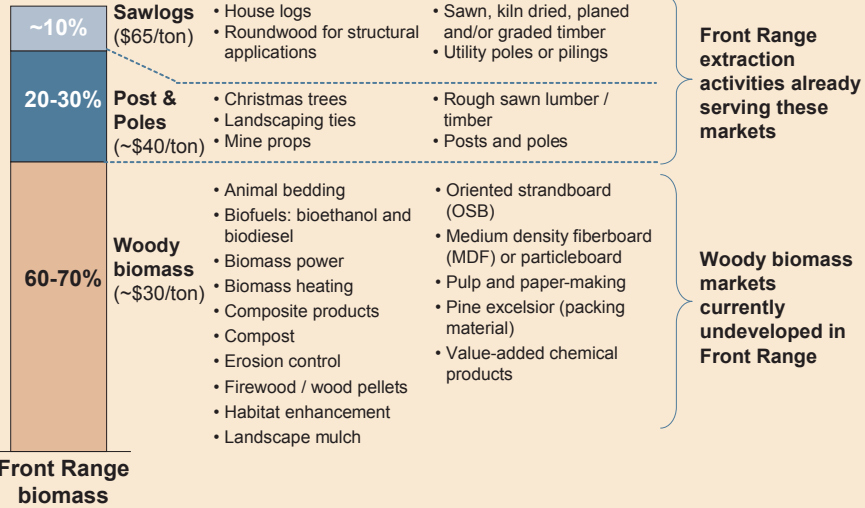 ~10%
Sawlogs
($65/ton)
• House logs
• Roundwood for structural
applications
• Sawn, kiln dried, planed
and/or graded timber
• Utility poles or pilings
Front Range
extraction
activities already
serving these
markets
20-30%
Post &
Poles
(~$40/ton)
• Christmas trees
• Landscaping ties
• Mine props
• Rough sawn lumber /
timber
• Posts and poles
60-70%
Woody
biomass
(~$30/ton)
• Animal bedding
• Biofuels: bioethanol and
biodiesel
• Biomass power
• Biomass heating
• Composite products
• Compost
• Erosion control
• Firewood / wood pellets
• Habitat enhancement
• Landscape mulch
• Oriented strandboard
(OSB)
• Medium density fiberboard
(MDF) or particleboard
• Pulp and paper-making
• Pine excelsior (packing
material)
• Value-added chemical
products
Woody biomass
markets
currently
undeveloped in
Front Range
Front Range
biomass